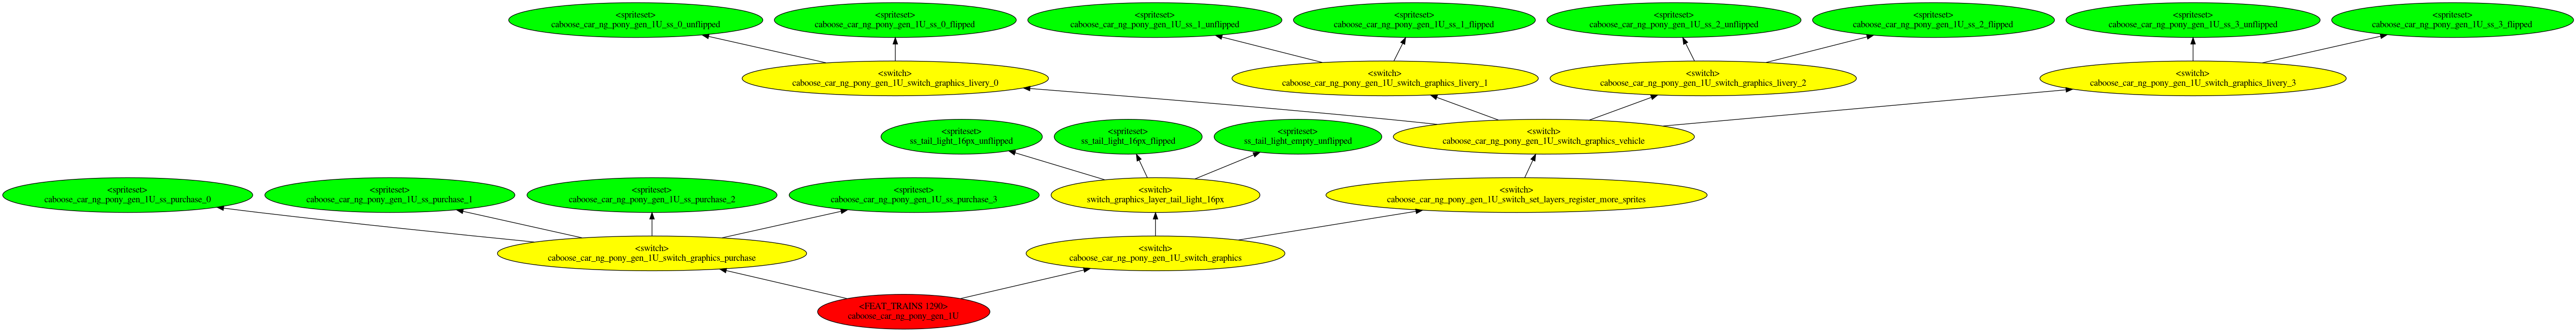 <spriteset>
caboose_car_ng_pony_gen_1U_ss_0_unflipped
<spriteset>
caboose_car_ng_pony_gen_1U_ss_0_flipped
<spriteset>
caboose_car_ng_pony_gen_1U_ss_1_unflipped
<spriteset>
caboose_car_ng_pony_gen_1U_ss_1_flipped
<spriteset>
caboose_car_ng_pony_gen_1U_ss_2_unflipped
<spriteset>
caboose_car_ng_pony_gen_1U_ss_2_flipped
<spriteset>
caboose_car_ng_pony_gen_1U_ss_3_unflipped
<spriteset>
caboose_car_ng_pony_gen_1U_ss_3_flipped
<switch>
caboose_car_ng_pony_gen_1U_switch_graphics_livery_0
<switch>
caboose_car_ng_pony_gen_1U_switch_graphics_livery_1
<switch>
caboose_car_ng_pony_gen_1U_switch_graphics_livery_2
<switch>
caboose_car_ng_pony_gen_1U_switch_graphics_livery_3
<spriteset>
ss_tail_light_16px_unflipped
<spriteset>
ss_tail_light_16px_flipped
<spriteset>
ss_tail_light_empty_unflipped
<switch>
caboose_car_ng_pony_gen_1U_switch_graphics_vehicle
<spriteset>
caboose_car_ng_pony_gen_1U_ss_purchase_0
<spriteset>
caboose_car_ng_pony_gen_1U_ss_purchase_1
<spriteset>
caboose_car_ng_pony_gen_1U_ss_purchase_2
<spriteset>
caboose_car_ng_pony_gen_1U_ss_purchase_3
<switch>
switch_graphics_layer_tail_light_16px
<switch>
caboose_car_ng_pony_gen_1U_switch_set_layers_register_more_sprites
<switch>
caboose_car_ng_pony_gen_1U_switch_graphics_purchase
<switch>
caboose_car_ng_pony_gen_1U_switch_graphics
<FEAT_TRAINS 1290>
caboose_car_ng_pony_gen_1U